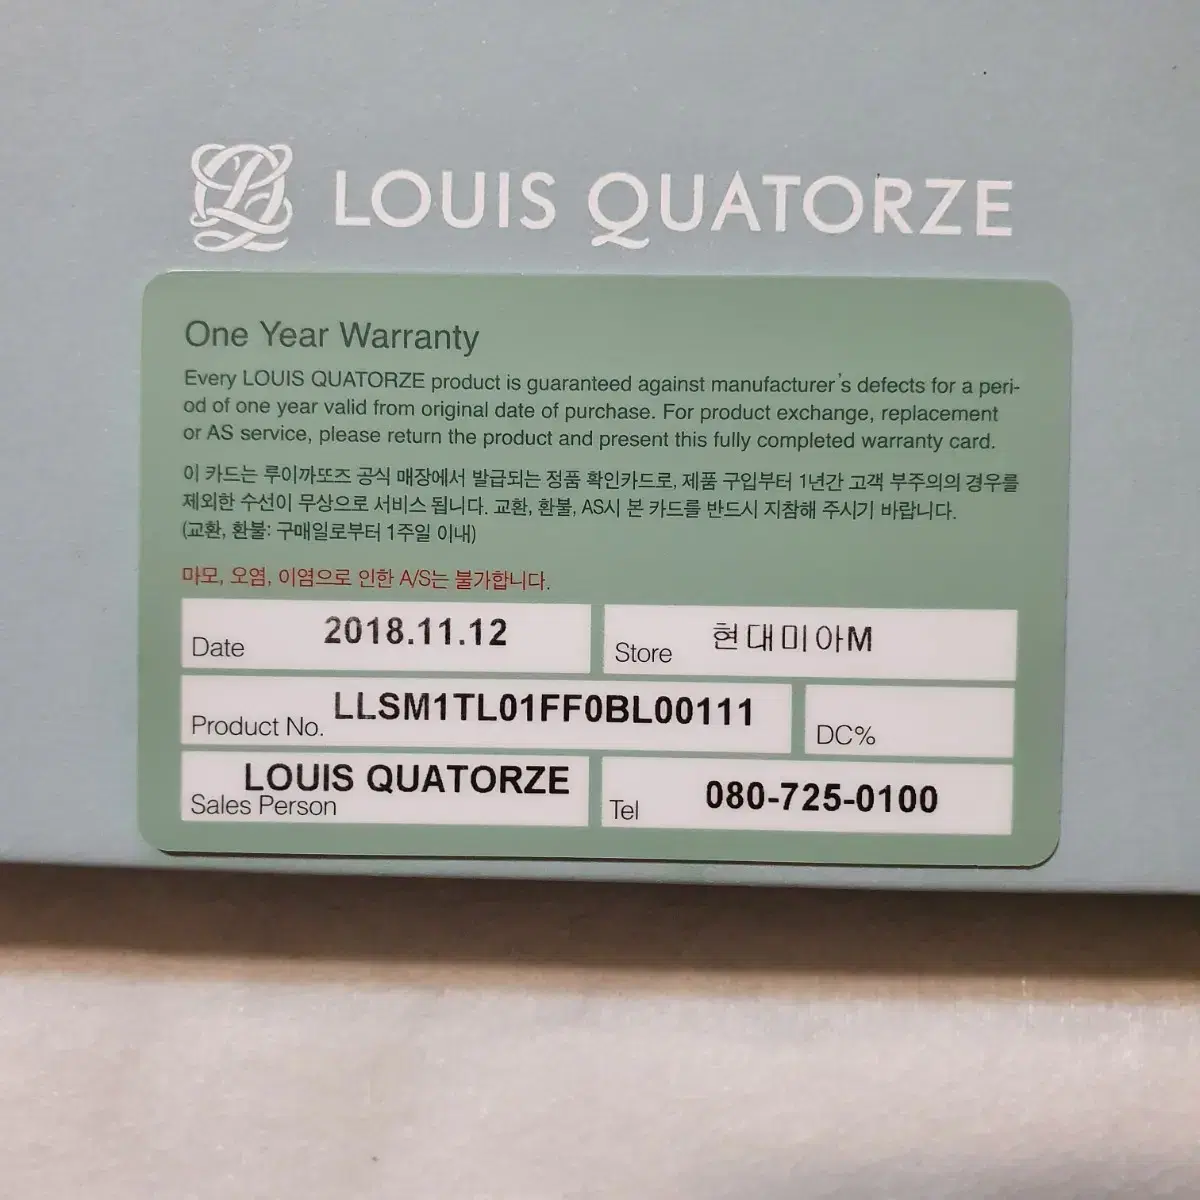 LOUIS QUATORZE
One Year Warranty
Every LOUIS QUATORZE product is guaranteed against manufacturer's defects for a peri-
od of one year valid from original date of purchase. For product exchange, replacement
or AS service, please return the product and present this fully completed warranty card.
이 카드는 루이까또즈 공식 매장에서 발급되는 정품 확인카드로, 제품 구입부터 1년간 고객 부주의의 경우를
제외한 수선이 무상으로 서비스 됩니다. 교환, 환불, AS시 본 카드를 반드시 지참해 주시기 바랍니다.
(교환, 환불: 구매일로부터 1주일 이내)
마모, 오염, 이염으로 인한 A/S는 불가합니다.
Date 2018.11.12
Store 현대미아M
Product No. LLSM1TL01FF0BL00111
DC%
Sales Person LOUIS QUATORZE
Tel 080-725-0100